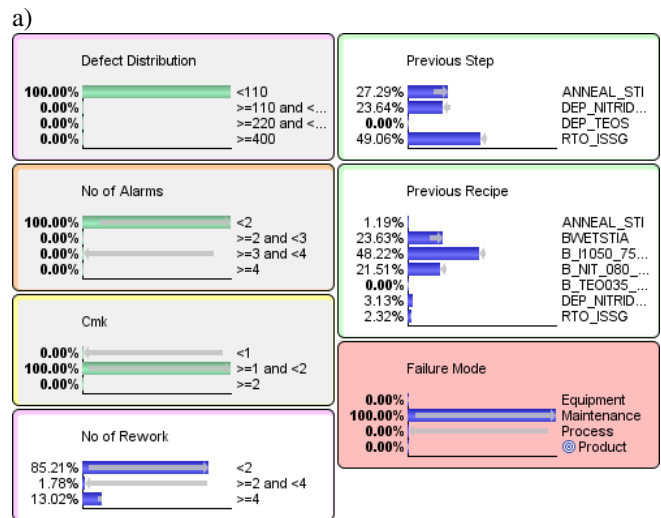 a)
Defect Distribution
100.00% <110
0.00% >=110 and <...
0.00% >=220 and <...
0.00% >=400
No of Alarms
100.00% <2
0.00% >=2 and <3
0.00% >=3 and <4
0.00% >=4
Cmk
0.00% <1
100.00% >=1 and <2
0.00% >=2
No of Rework
85.21% <2
1.78% >=2 and <4
13.02% >=4
Previous Step
27.29% ANNEAL_STI
23.64% DEP_NITRID...
0.00% DEP_TEOS
49.06% RTO_ISSG
Previous Recipe
1.19% ANNEAL_STI
23.63% BWETSTIA
48.22% B_I1050_75...
21.51% B_NIT_080_...
0.00% B_TEO035_...
3.13% DEP_NITRID...
2.32% RTO_ISSG
Failure Mode
0.00% Equipment
100.00% Maintenance
0.00% Process
0.00% Product